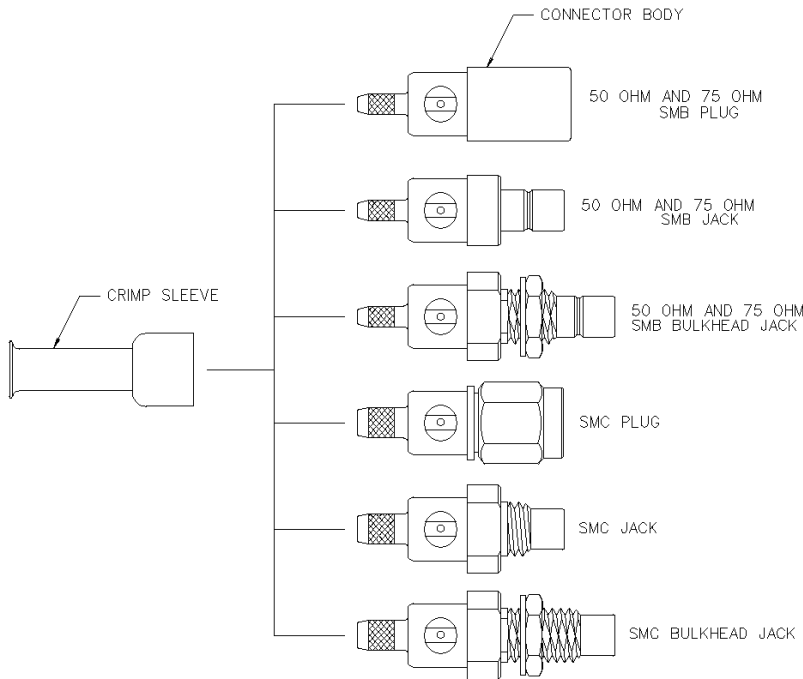 CONNECTOR BODY
50 OHM AND 75 OHM
SMB PLUG
50 OHM AND 75 OHM
SMB JACK
CRIMP SLEEVE
50 OHM AND 75 OHM
SMB BULKHEAD JACK
SMC PLUG
SMC JACK
SMC BULKHEAD JACK